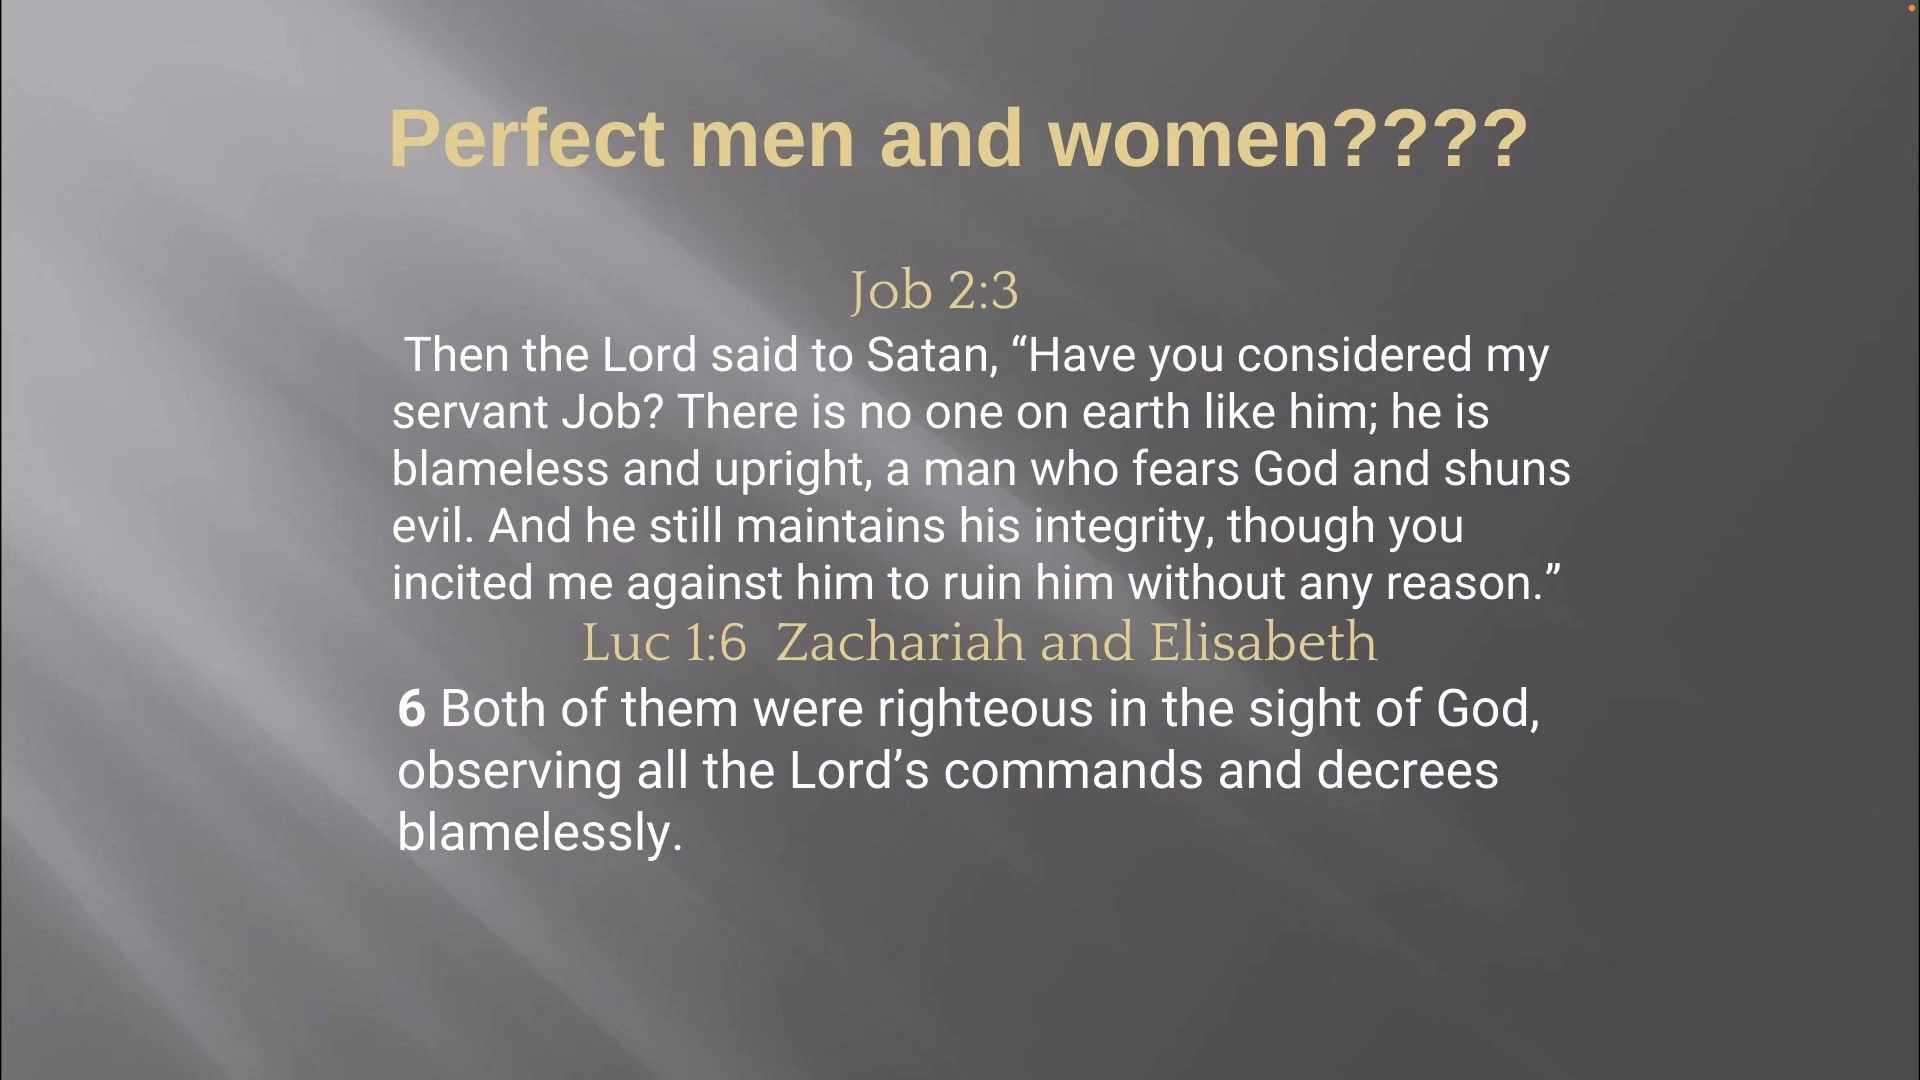 Perfect men and women????
Job 2:3
Then the Lord said to Satan, “Have you considered my
servant Job? There is no one on earth like him; he is
blameless and upright, a man who fears God and shuns
evil. And he still maintains his integrity, though you
incited me against him to ruin him without any reason.”
Luc 1:6  Zachariah and Elisabeth
6 Both of them were righteous in the sight of God,
observing all the Lord’s commands and decrees
blamelessly.